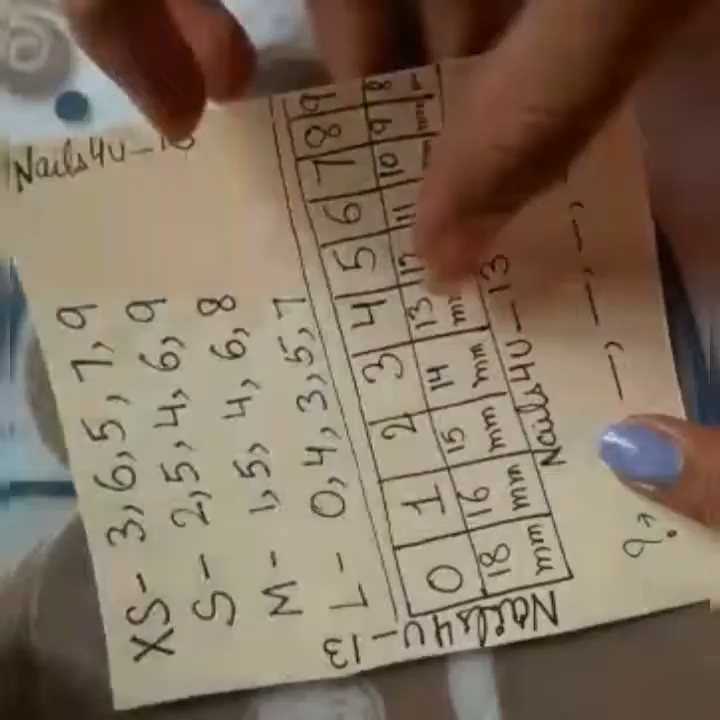 Nails4u-1
XS- 3,6,5,7,9
S- 2,5,4,6,9
M- 1,5,4,6,8
L- 0,4,3,5,7
0 1 2 3 4 5 6 7 8 9
18 16 15 14 13 12 11 10 9 8
mm mm mm mm m
Nails4u-13
Nails4U-13